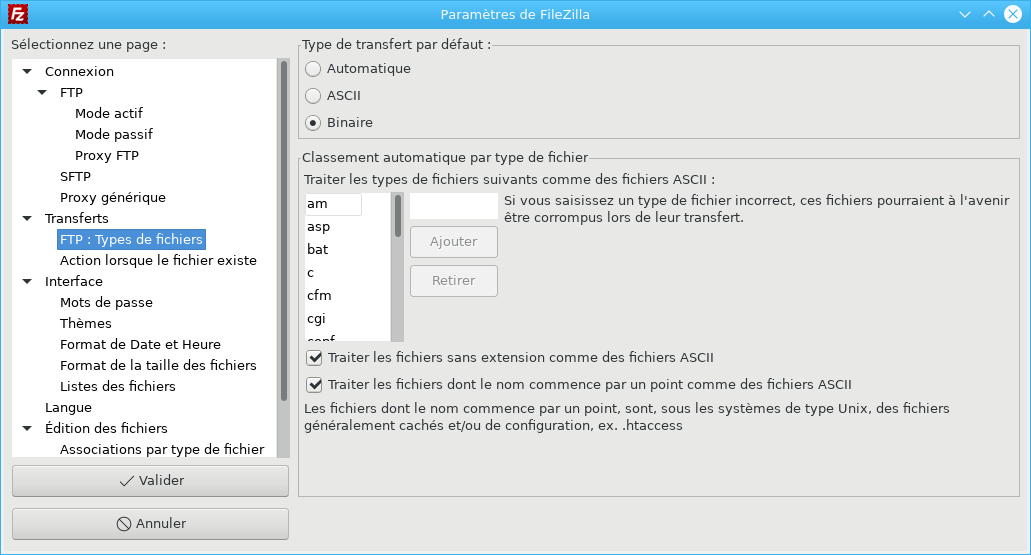 Fz
Paramètres de FileZilla
Sélectionnez une page :
Connexion
FTP
Mode actif
Mode passif
Proxy FTP
SFTP
Proxy générique
Transferts
FTP : Types de fichiers
Action lorsque le fichier existe
Interface
Mots de passe
Thèmes
Format de Date et Heure
Format de la taille des fichiers
Listes des fichiers
Langue
Édition des fichiers
Associations par type de fichier
Valider
Annuler
Type de transfert par défaut :
Automatique
ASCII
Binaire
Classement automatique par type de fichier
Traiter les types de fichiers suivants comme des fichiers ASCII :
am
asp
bat
c
cfm
cgi
conf
Si vous saisissez un type de fichier incorrect, ces fichiers pourraient à l'avenir
être corrompus lors de leur transfert.
Ajouter
Retirer
Traiter les fichiers sans extension comme des fichiers ASCII
Traiter les fichiers dont le nom commence par un point comme des fichiers ASCII
Les fichiers dont le nom commence par un point, sont, sous les systèmes de type Unix, des fichiers
généralement cachés et/ou de configuration, ex. .htaccess